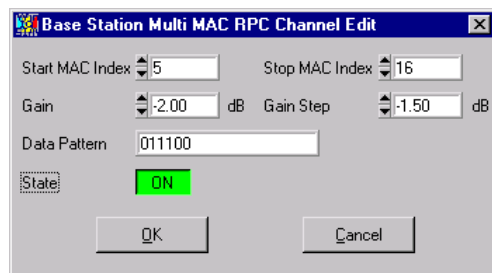 Base Station Multi MAC RPC Channel Edit
Start MAC Index 5 Stop MAC Index 16
Gain -2.00 dB Gain Step -1.50 dB
Data Pattern 011100
State ON
OK Cancel